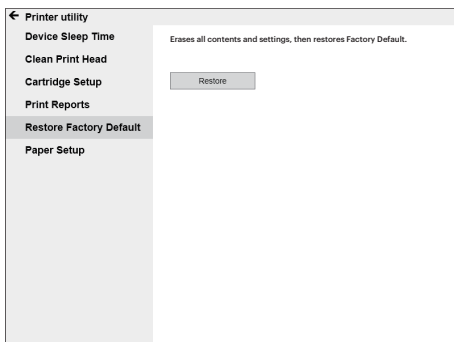 Printer utility
Device Sleep Time
Clean Print Head
Cartridge Setup
Print Reports
Restore Factory Default
Paper Setup
Erases all contents and settings, then restores Factory Default.
Restore